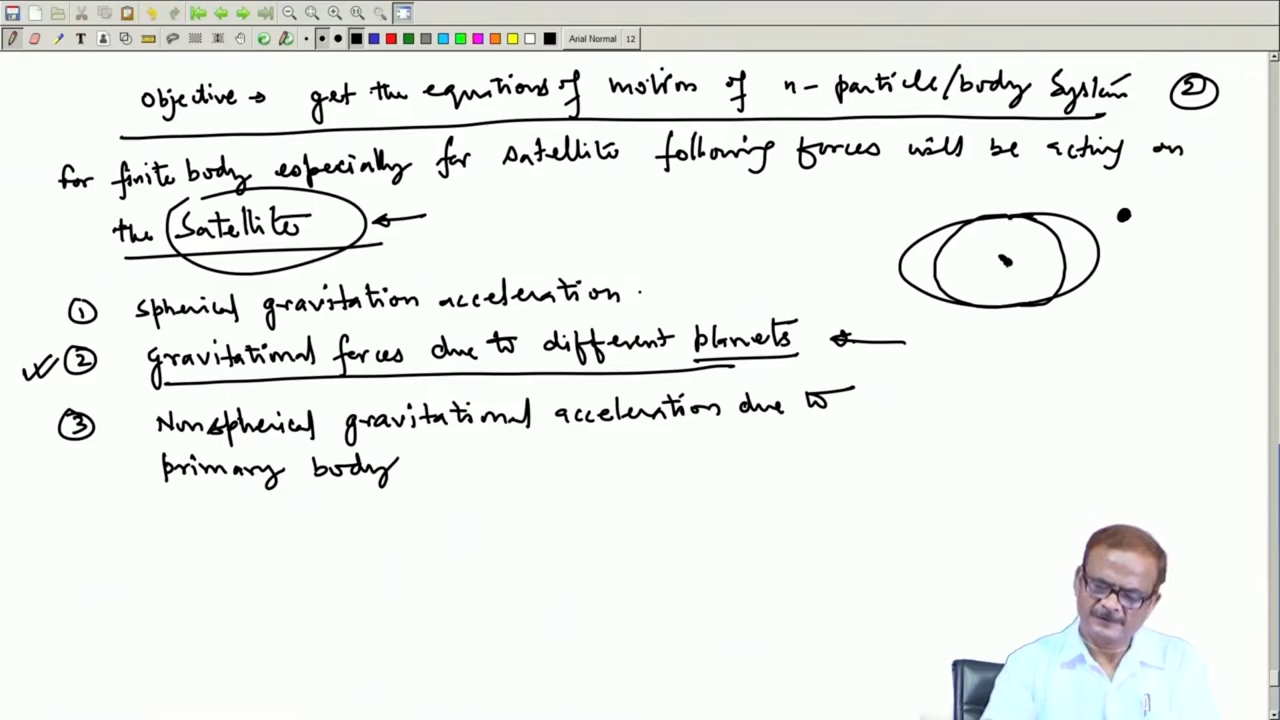 Arial Normal 12
Objective → get the equations of motion of n-particle/body System 2
for finite body especially for satellite following forces will be acting on
the Satellite
1 spherical gravitation acceleration.
2 gravitational forces due to different planets
3 Nonspherical gravitational acceleration due to
primary body